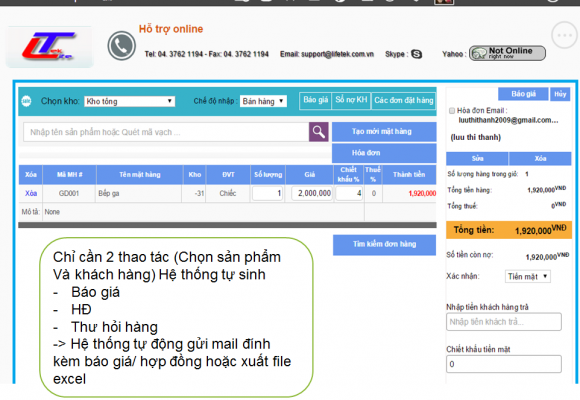 Hỗ trợ online
LTek
Lize
Tel: 04. 3762 1194 - Fax: 04. 3762 1194 Email: support@lifetek.com.vn Skype: Yahoo: Not Online
right now
Báo giá Hủy
Chọn kho: Kho tổng Chế độ nhập: Bán hàng Báo giá Sổ nợ KH Các đơn đặt hàng
Hóa đơn Email:
luuthithanh2009@gmail.com...
(luu thi thanh)
Nhập tên sản phẩm hoặc Quét mã vạch ... Tạo mới mặt hàng
Hóa đơn
Sửa Xóa
Xóa Mã MH # Tên mặt hàng Kho ĐVT Số lượng Giá Chiết khấu % Thuế % Thành tiền
Số lượng hàng trong giỏ: 1
Xóa GD001 Bếp ga -31 Chiếc 1 2,000,000 4 0 1,920,000
Tổng tiền hàng: 1,920,000VNĐ
Mô tả: None
Tổng thuế: 0VNĐ
Tổng tiền: 1,920,000VNĐ
Tìm kiếm đơn hàng
Số tiền còn nợ: 1,920,000VNĐ
Xác nhận: Tiền mặt
Nhập tiền khách hàng trả
Nhập tiền khách trả...
Chiết khấu tiền mặt
0
Chỉ cần 2 thao tác (Chọn sản phẩm
Và khách hàng) Hệ thống tự sinh
- Báo giá
- HĐ
- Thư hỏi hàng
-> Hệ thống tự động gửi mail đính
kèm báo giá/ hợp đồng hoặc xuất file
excel